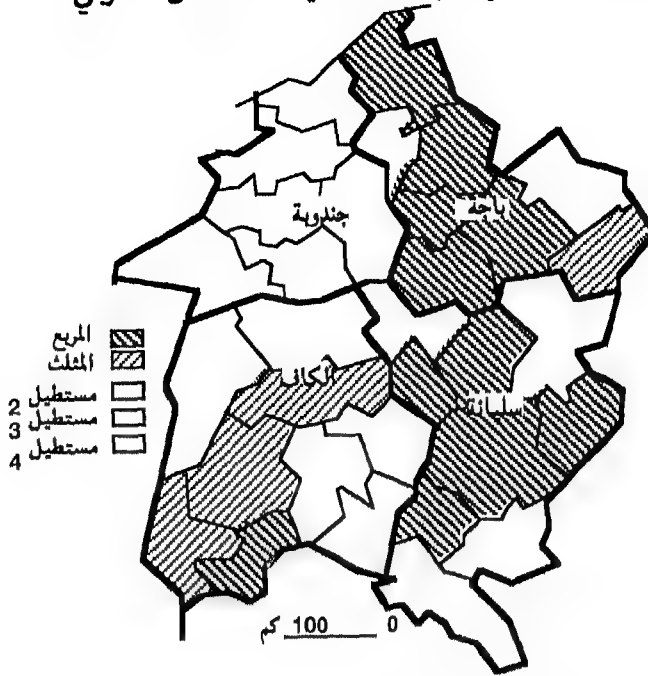 جندوبة
باجة
المربع
المثلث
مستطيل 2
مستطيل 3
مستطيل 4
الكاف
سليانة
0 100 كم